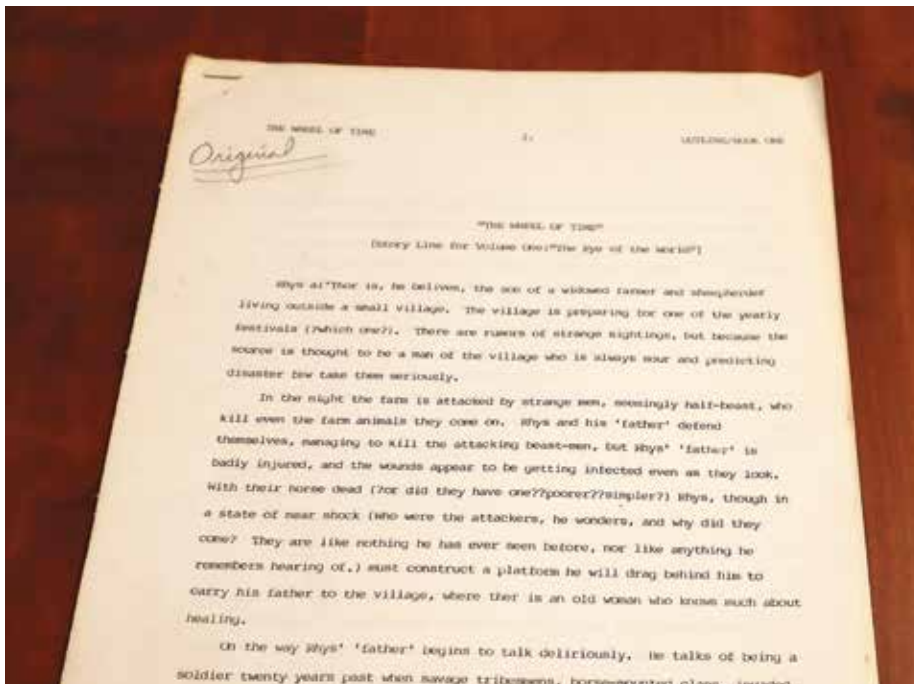 THE WHEEL OF TIME 1. OUTLINE/BOOK ONE
Original
"THE WHEEL OF TIME"
[Story Line for Volume One:"The Eye of the World"]
Rhys al'Thor is, he belives, the son of a widowed farmer and sheepherder
living outside a small village. The village is preparing for one of the yearly
festivals (?which one?). There are rumors of strange sightings, but because the
source is thought to be a man of the village who is always sour and predicting
disaster few take them seriously.
In the night the farm is attacked by strange men, seemingly half-beast, who
kill even the farm animals they come on. Rhys and his 'father' defend
themselves, managing to kill the attacking beast-men, but Rhys' 'father' is
badly injured, and the wounds appear to be getting infected even as they look.
With their horse dead (?or did they have one??poorer??simpler?) Rhys, though in
a state of near shock (who were the attackers, he wonders, and why did they
come? They are like nothing he has ever seen before, nor like anything he
remembers hearing of.) must construct a platform he will drag behind him to
carry his father to the village, where ther is an old woman who knows much about
healing.
On the way Rhys' 'father' begins to talk deliriously. He talks of being a
soldier twenty years past when savage tribesmens, horse-mounted clans, invaded